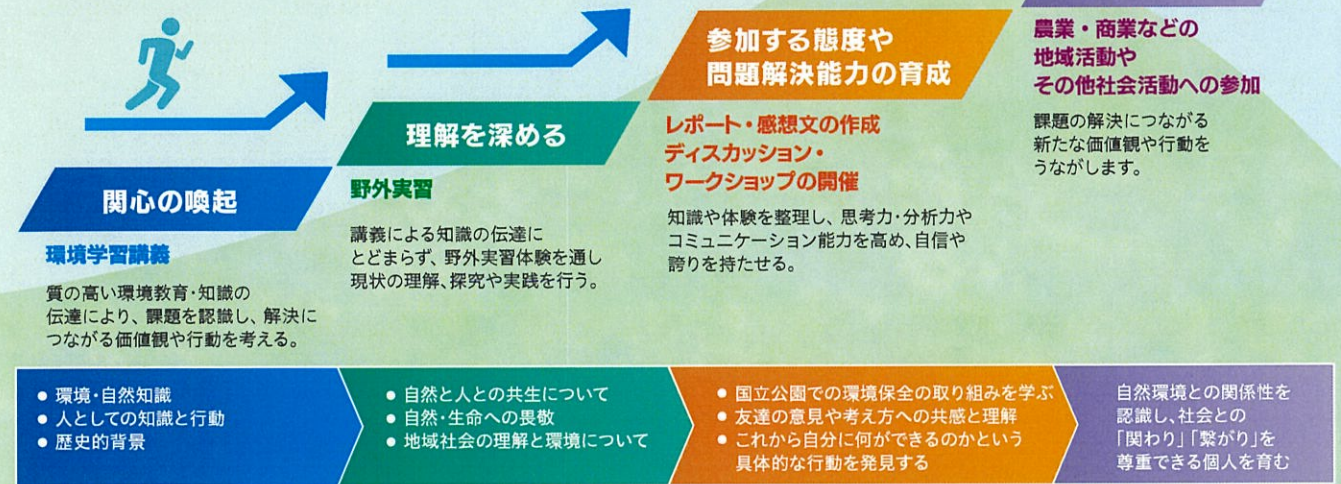 関心の喚起
環境学習講義
質の高い環境教育・知識の
伝達により、課題を認識し、解決に
つながる価値観や行動を考える。
理解を深める
野外実習
講義による知識の伝達に
とどまらず、野外実習体験を通し
現状の理解、探究や実践を行う。
参加する態度や
問題解決能力の育成
レポート・感想文の作成
ディスカッション・
ワークショップの開催
知識や体験を整理し、思考力・分析力や
コミュニケーション能力を高め、自信や
誇りを持たせる。
農業・商業などの
地域活動や
その他社会活動への参加
課題の解決につながる
新たな価値観や行動を
うながします。
● 環境・自然知識
● 人としての知識と行動
● 歴史的背景
● 自然と人との共生について
● 自然・生命への畏敬
● 地域社会の理解と環境について
● 国立公園での環境保全の取り組みを学ぶ
● 友達の意見や考え方への共感と理解
● これから自分に何ができるのかという
具体的な行動を発見する
自然環境との関係性を
認識し、社会との
「関わり」「繋がり」を
尊重できる個人を育む